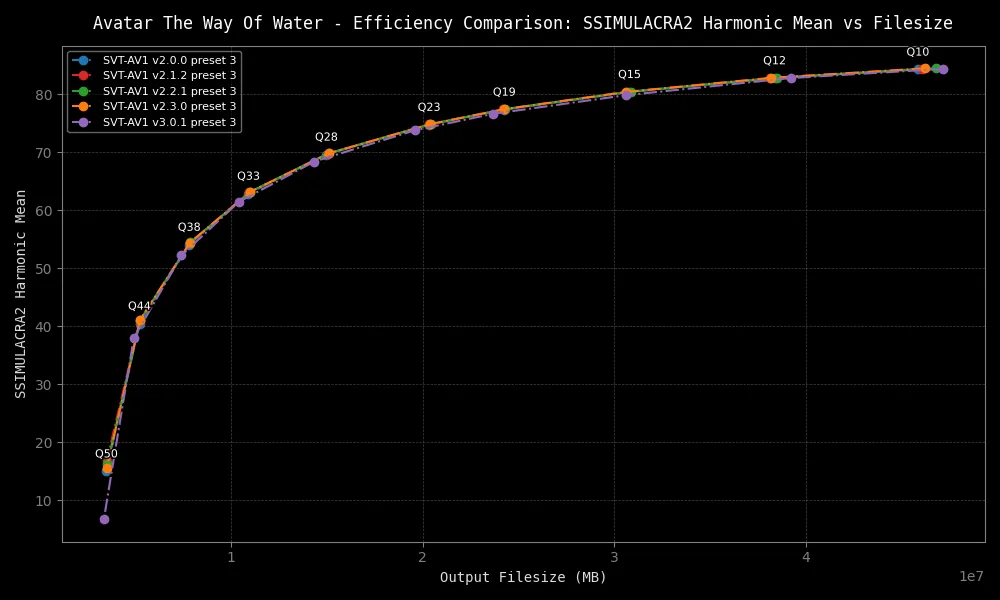 Avatar The Way Of Water - Efficiency Comparison: SSIMULACRA2 Harmonic Mean vs Filesize
SVT-AV1 v2.0.0 preset 3
SVT-AV1 v2.1.2 preset 3
SVT-AV1 v2.2.1 preset 3
SVT-AV1 v2.3.0 preset 3
SVT-AV1 v3.0.1 preset 3
Q10
Q12
Q15
Q19
Q23
Q28
Q33
Q38
Q44
Q50
80
70
60
50
40
30
20
10
SSIMULACRA2 Harmonic Mean
1
2
3
4
1e7
Output Filesize (MB)